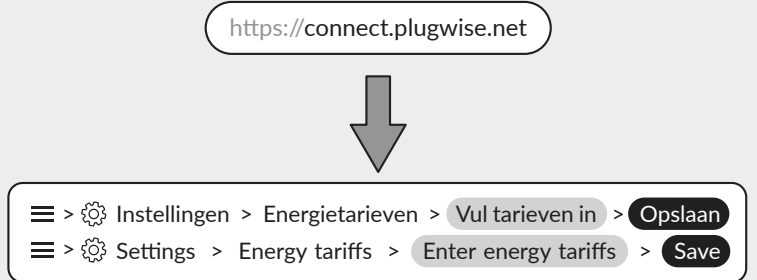 https://connect.plugwise.net
☰ > ⚙ Instellingen > Energietarieven > Vul tarieven in > Opslaan
☰ > ⚙ Settings > Energy tariffs > Enter energy tariffs > Save